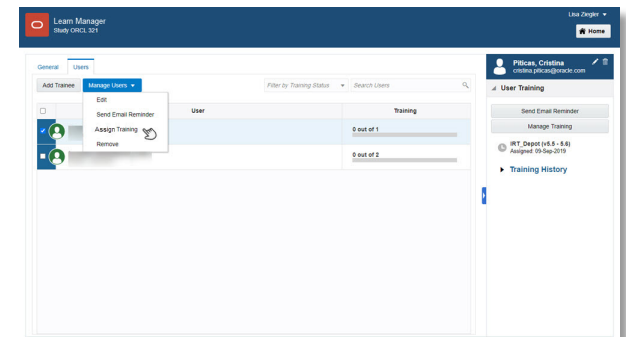 Lisa Ziegler
Learn Manager
Study ORCL 321
Home
General Users
Add Trainee Manage Users Filter by Training Status Search Users
Edit
Send Email Reminder
Assign Training
Remove
User Training
0 out of 1
0 out of 2
Piticas, Cristina
cristina.piticas@oracle.com
User Training
Send Email Reminder
Manage Training
IRT_Depot (v5.5 - 5.6)
Assigned: 09-Sep-2019
Training History